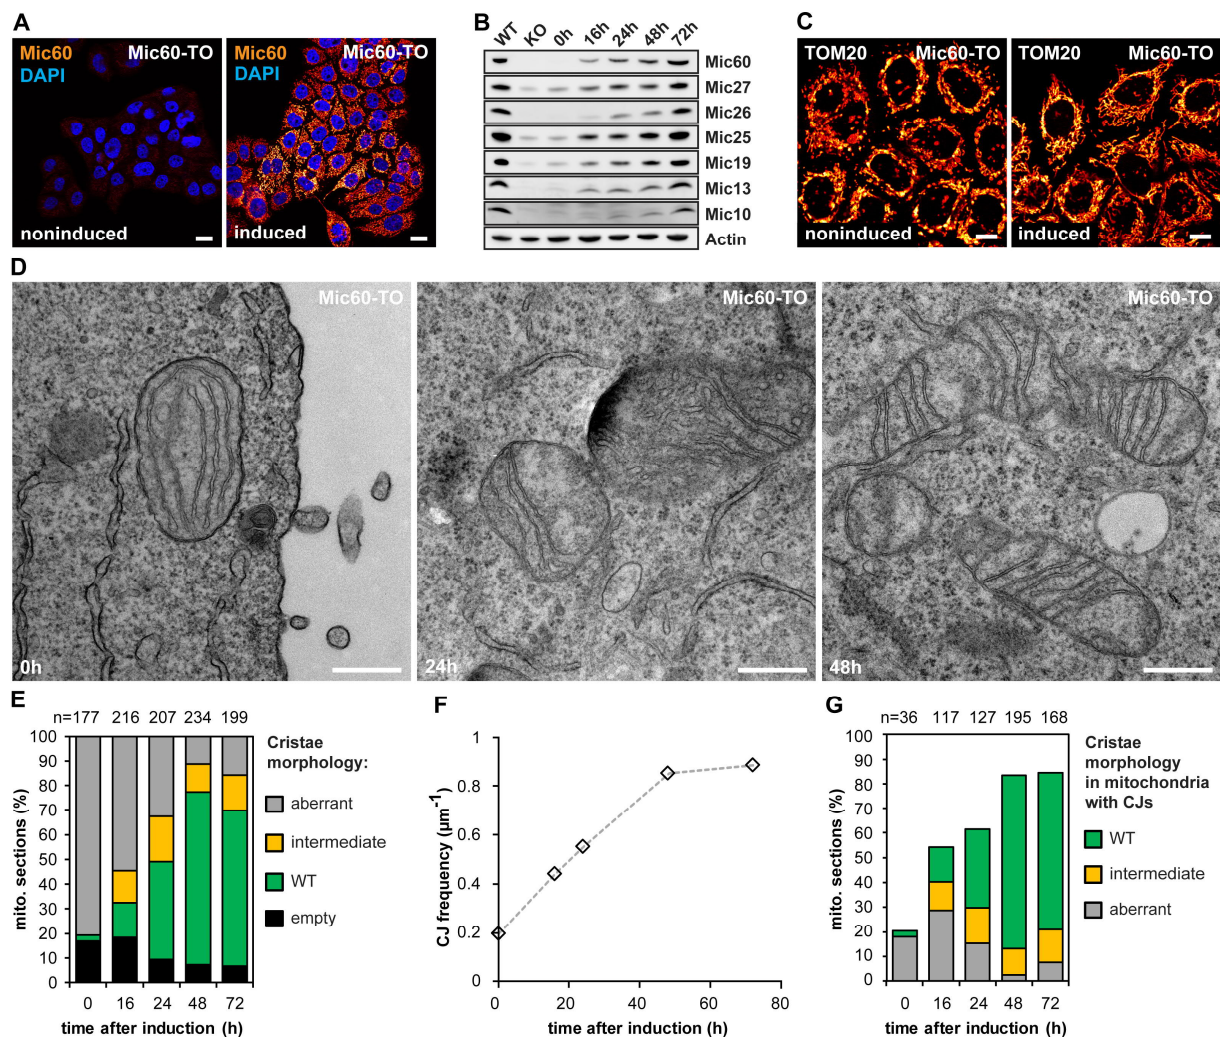 A
Mic60
DAPI
Mic60-TO
noninduced
Mic60
DAPI
Mic60-TO
induced
B
WT KO 0h 16h 24h 48h 72h
Mic60
Mic27
Mic26
Mic25
Mic19
Mic13
Mic10
Actin
C
TOM20 Mic60-TO
noninduced
TOM20 Mic60-TO
induced
D
Mic60-TO
0h
Mic60-TO
24h
Mic60-TO
48h
E
n=177 216 207 234 199
100
90
80
70
60
50
40
30
20
10
0
mito. sections (%)
0 16 24 48 72
time after induction (h)
Cristae
morphology:
aberrant
intermediate
WT
empty
F
1
0.8
0.6
0.4
0.2
0
CJ frequency (μm⁻¹)
0 20 40 60 80
time after induction (h)
G
n=36 117 127 195 168
100
90
80
70
60
50
40
30
20
10
0
mito. sections (%)
0 16 24 48 72
time after induction (h)
Cristae
morphology
in mitochondria
with CJs
WT
intermediate
aberrant